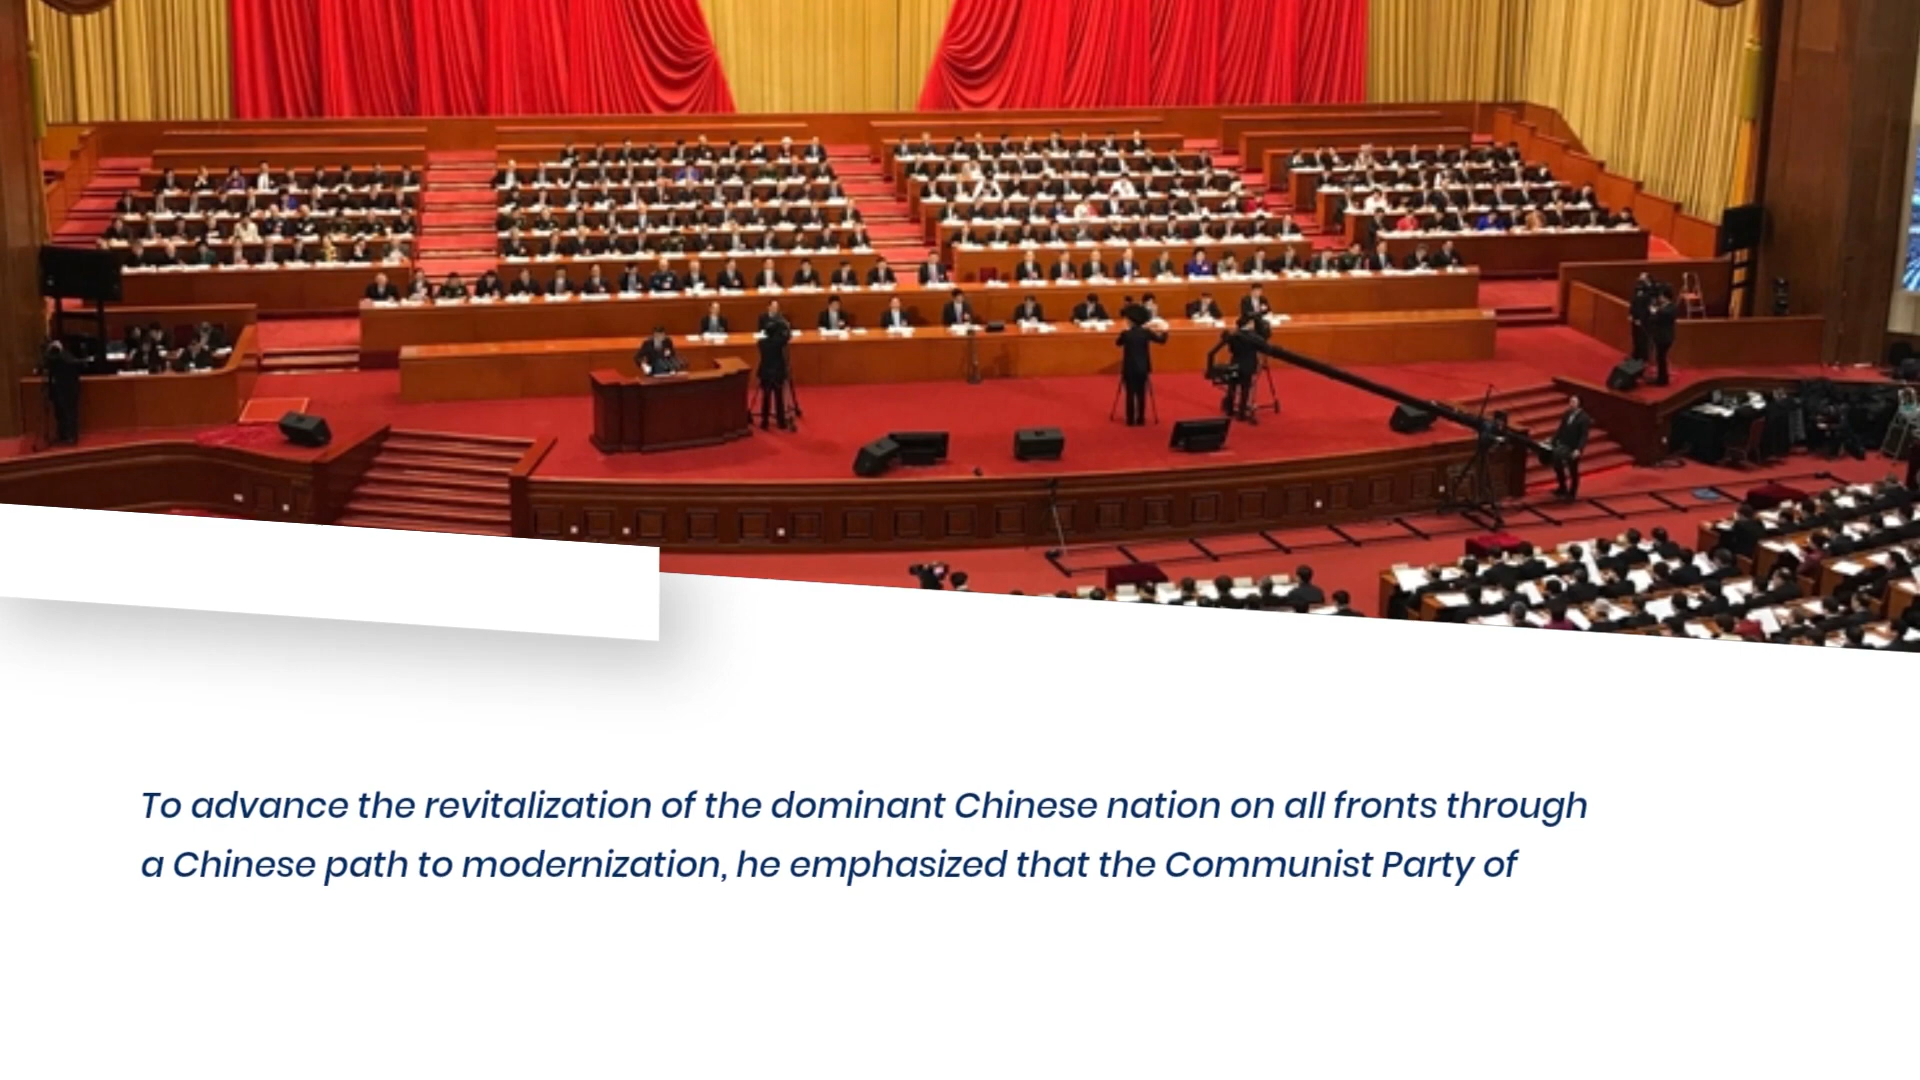 To advance the revitalization of the dominant Chinese nation on all fronts through
a Chinese path to modernization, he emphasized that the Communist Party of